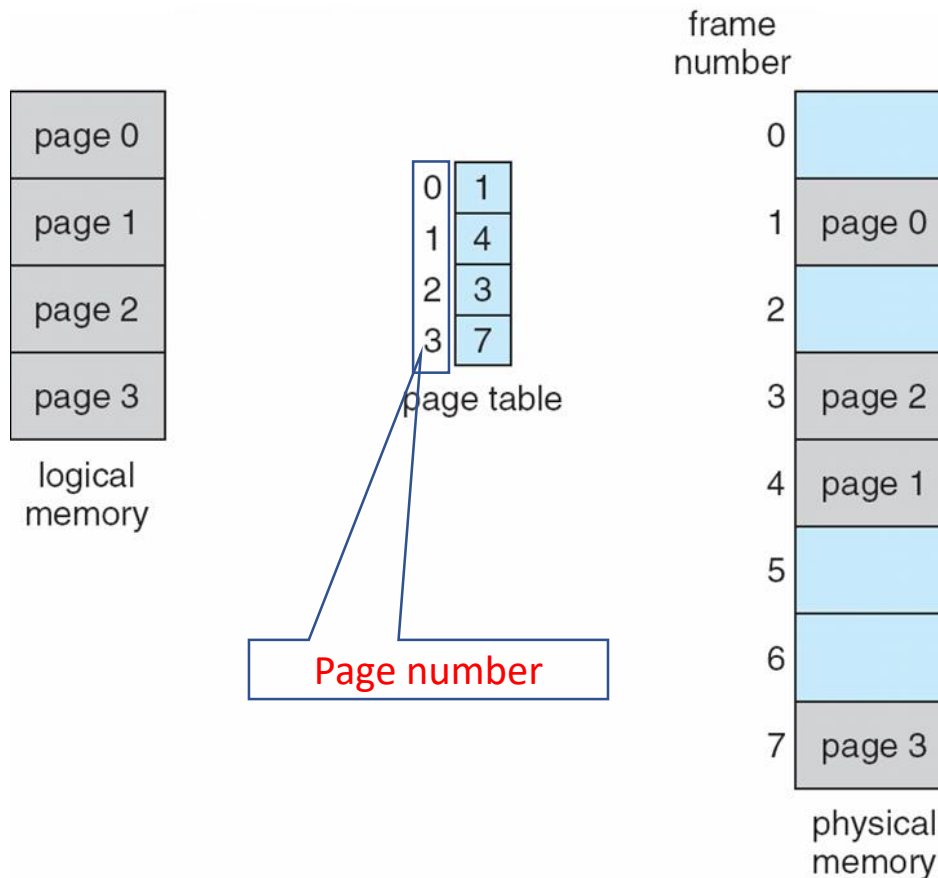 page 0
page 1
page 2
page 3
logical
memory
0 1
1 4
2 3
3 7
page table
Page number
frame
number
0
1 page 0
2
3 page 2
4 page 1
5
6
7 page 3
physical
memory